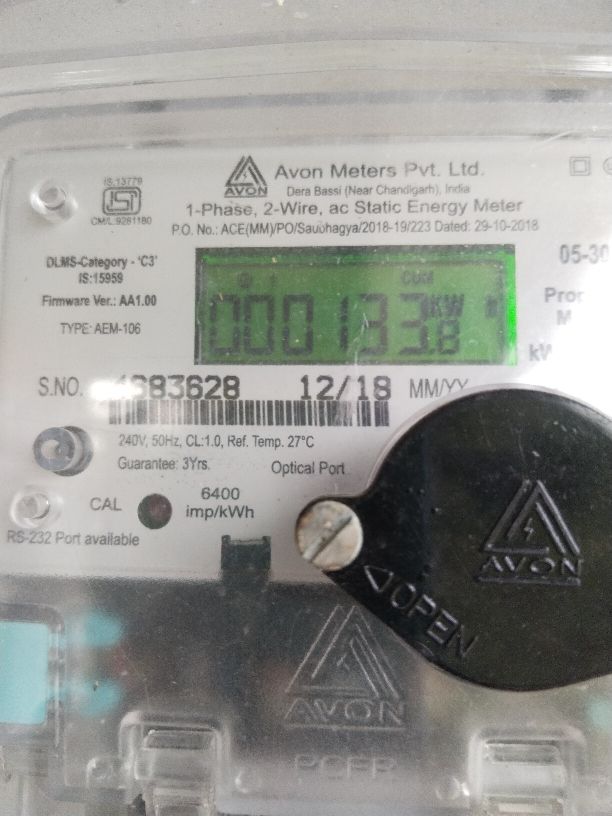 IS:13779
CM/L 9281180
AVON
Avon Meters Pvt. Ltd.
Dera Bassi (Near Chandigarh), India
1-Phase, 2-Wire, ac Static Energy Meter
P.O. No.: ACE(MM)/PO/Saubhagya/2018-19/223 Dated: 29-10-2018
DLMS-Category - 'C3'
IS:15959
Firmware Ver.: AA1.00
TYPE: AEM-106
CUM
000133.8 KW
05-30
S.NO. 83628 12/18 MM/YY
240V, 50Hz, CL:1.0, Ref. Temp. 27°C
Guarantee: 3Yrs.
Optical Port
CAL
6400
imp/kWh
RS-232 Port available
AVON
OPEN
AVON